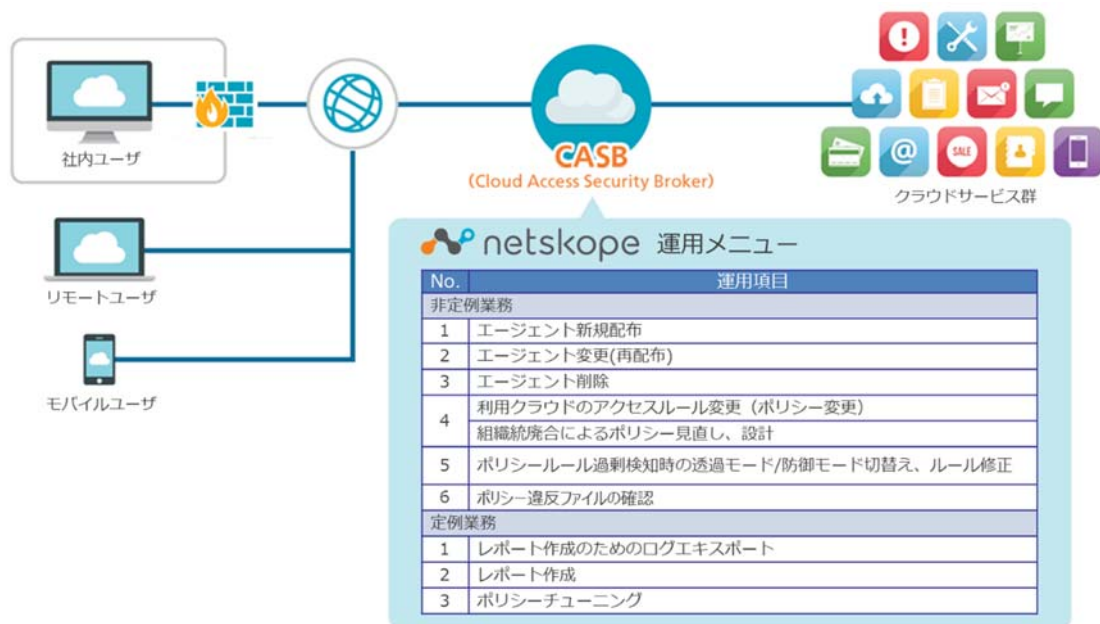 社内ユーザ
リモートユーザ
モバイルユーザ
CASB
(Cloud Access Security Broker)
SALE
クラウドサービス群
netskope 運用メニュー
No. 運用項目
非定例業務
1 エージェント新規配布
2 エージェント変更(再配布)
3 エージェント削除
4 利用クラウドのアクセスルール変更（ポリシー変更）
組織統廃合によるポリシー見直し、設計
5 ポリシールール過剰検知時の透過モード/防御モード切替え、ルール修正
6 ポリシー違反ファイルの確認
定例業務
1 レポート作成のためのログエキスポート
2 レポート作成
3 ポリシーチューニング